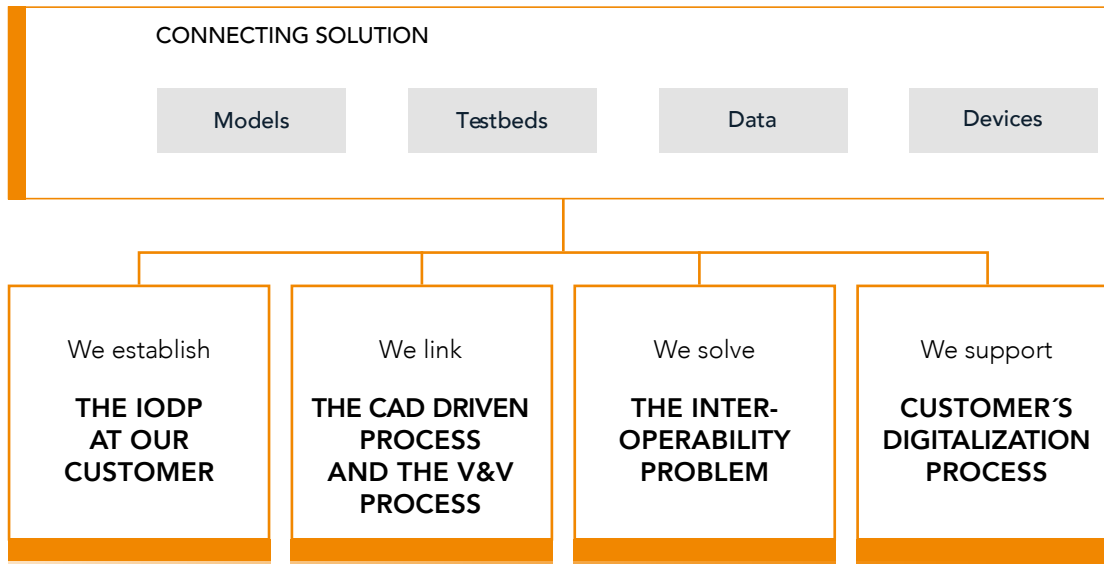 CONNECTING SOLUTION
Models
Testbeds
Data
Devices
We establish
THE IODP
AT OUR
CUSTOMER
We link
THE CAD DRIVEN
PROCESS
AND THE V&V
PROCESS
We solve
THE INTER-
OPERABILITY
PROBLEM
We support
CUSTOMER´S
DIGITALIZATION
PROCESS